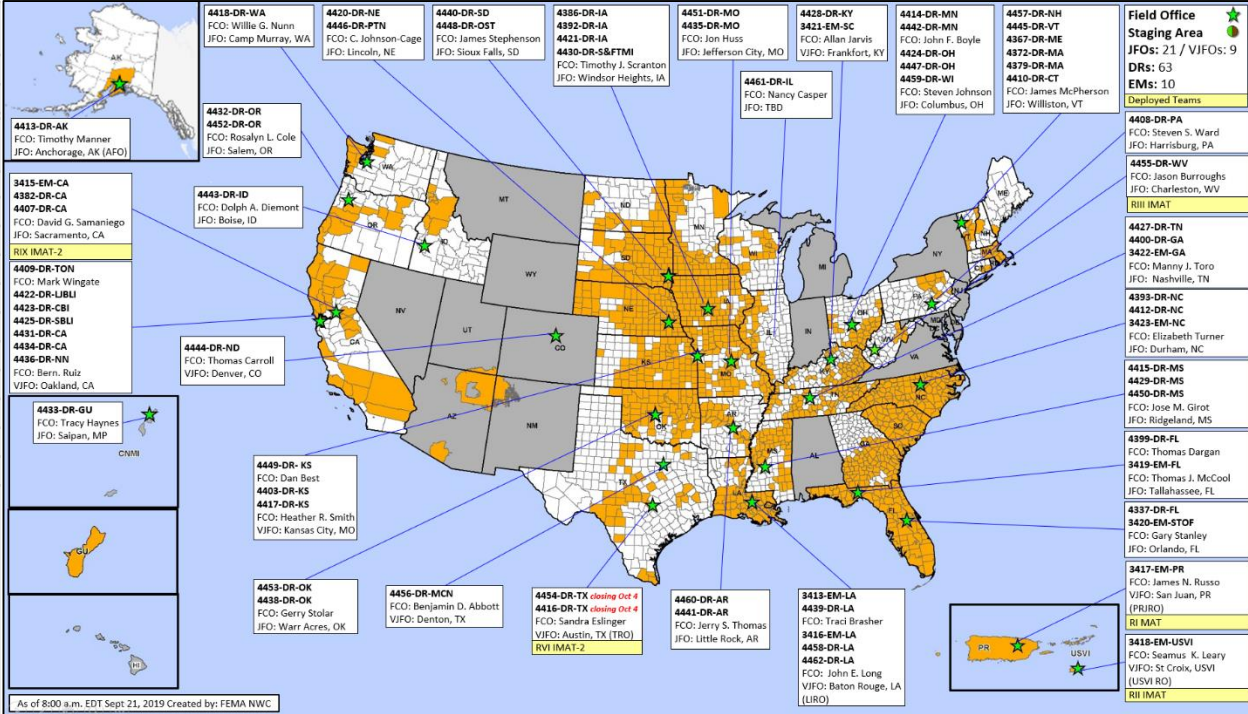 4418-DR-WA
FCO: Willie G. Nunn
JFO: Camp Murray, WA
4420-DR-NE
4446-DR-PTN
FCO: C. Johnson-Cage
JFO: Lincoln, NE
4440-DR-SD
4448-DR-OST
FCO: James Stephenson
JFO: Sioux Falls, SD
4386-DR-IA
4392-DR-IA
4421-DR-IA
4430-DR-S&FTMI
FCO: Timothy J. Scranton
JFO: Windsor Heights, IA
4451-DR-MO
4435-DR-MO
FCO: Jon Huss
JFO: Jefferson City, MO
4428-DR-KY
3421-EM-SC
FCO: Allan Jarvis
VJFO: Frankfort, KY
4414-DR-MN
4442-DR-MN
FCO: John F. Boyle
4424-DR-OH
4447-DR-OH
4459-DR-WI
FCO: Steven Johnson
JFO: Columbus, OH
4457-DR-NH
4445-DR-VT
4367-DR-ME
4372-DR-MA
4379-DR-MA
4410-DR-CT
FCO: James McPherson
JFO: Williston, VT
Field Office
Staging Area
JFOs: 21 / VJFOs: 9
DRs: 63
EMs: 10
Deployed Teams
4461-DR-IL
FCO: Nancy Casper
JFO: TBD
AK
4413-DR-AK
FCO: Timothy Manner
JFO: Anchorage, AK (AFO)
4432-DR-OR
4452-DR-OR
FCO: Rosalyn L. Cole
JFO: Salem, OR
4408-DR-PA
FCO: Steven S. Ward
JFO: Harrisburg, PA
4455-DR-WV
FCO: Jason Burroughs
JFO: Charleston, WV
RIII IMAT
3415-EM-CA
4382-DR-CA
4407-DR-CA
FCO: David G. Samaniego
JFO: Sacramento, CA
RIX IMAT-2
4443-DR-ID
FCO: Dolph A. Diemont
JFO: Boise, ID
4427-DR-TN
4400-DR-GA
3422-EM-GA
FCO: Manny J. Toro
JFO: Nashville, TN
4409-DR-TON
FCO: Mark Wingate
4422-DR-LJBLI
4423-DR-CBI
4425-DR-SBLI
4431-DR-CA
4434-DR-CA
4436-DR-NN
FCO: Bern. Ruiz
VJFO: Oakland, CA
4393-DR-NC
4412-DR-NC
3423-EM-NC
FCO: Elizabeth Turner
JFO: Durham, NC
4444-DR-ND
FCO: Thomas Carroll
VJFO: Denver, CO
4415-DR-MS
4429-DR-MS
4450-DR-MS
FCO: Jose M. Girot
JFO: Ridgeland, MS
4433-DR-GU
FCO: Tracy Haynes
JFO: Saipan, MP
CNMI
4399-DR-FL
FCO: Thomas Dargan
3419-EM-FL
FCO: Thomas J. McCool
JFO: Tallahassee, FL
4449- DR- KS
FCO: Dan Best
4403-DR-KS
4417-DR-KS
FCO: Heather R. Smith
VJFO: Kansas City, MO
4337-DR-FL
3420-EM-STOF
FCO: Gary Stanley
JFO: Orlando, FL
GU
4453-DR-OK
4438-DR-OK
FCO: Gerry Stolar
JFO: Warr Acres, OK
4456-DR-MCN
FCO: Benjamin D. Abbott
VJFO: Denton, TX
4454-DR-TX closing Oct 4
4416-DR-TX closing Oct 4
FCO: Sandra Eslinger
VJFO: Austin, TX (TRO)
RVI IMAT-2
4460-DR-AR
4441-DR-AR
FCO: Jerry S. Thomas
JFO: Little Rock, AR
3413-EM-LA
4439-DR-LA
FCO: Traci Brasher
3416-EM-LA
4458-DR-LA
4462-DR-LA
FCO: John E. Long
VJFO: Baton Rouge, LA
(LIRO)
3417-EM-PR
FCO: James N. Russo
VJFO: San Juan, PR
(PRJRO)
RI MAT
3418-EM-USVI
FCO: Seamus K. Leary
VJFO: St Croix, USVI
(USVI RO)
RII IMAT
PR
USVI
HI
WA
MT
ND
MN
ME
OR
ID
SD
WI
MI
NY
NH
MA
CT
WY
NE
IA
PA
NV
UT
CO
KS
MO
IN
OH
WV
VA
CA
AZ
NM
OK
AR
TN
NC
SC
TX
LA
MS
AL
GA
FL
As of 8:00 a.m. EDT Sept 21, 2019 Created by: FEMA NWC